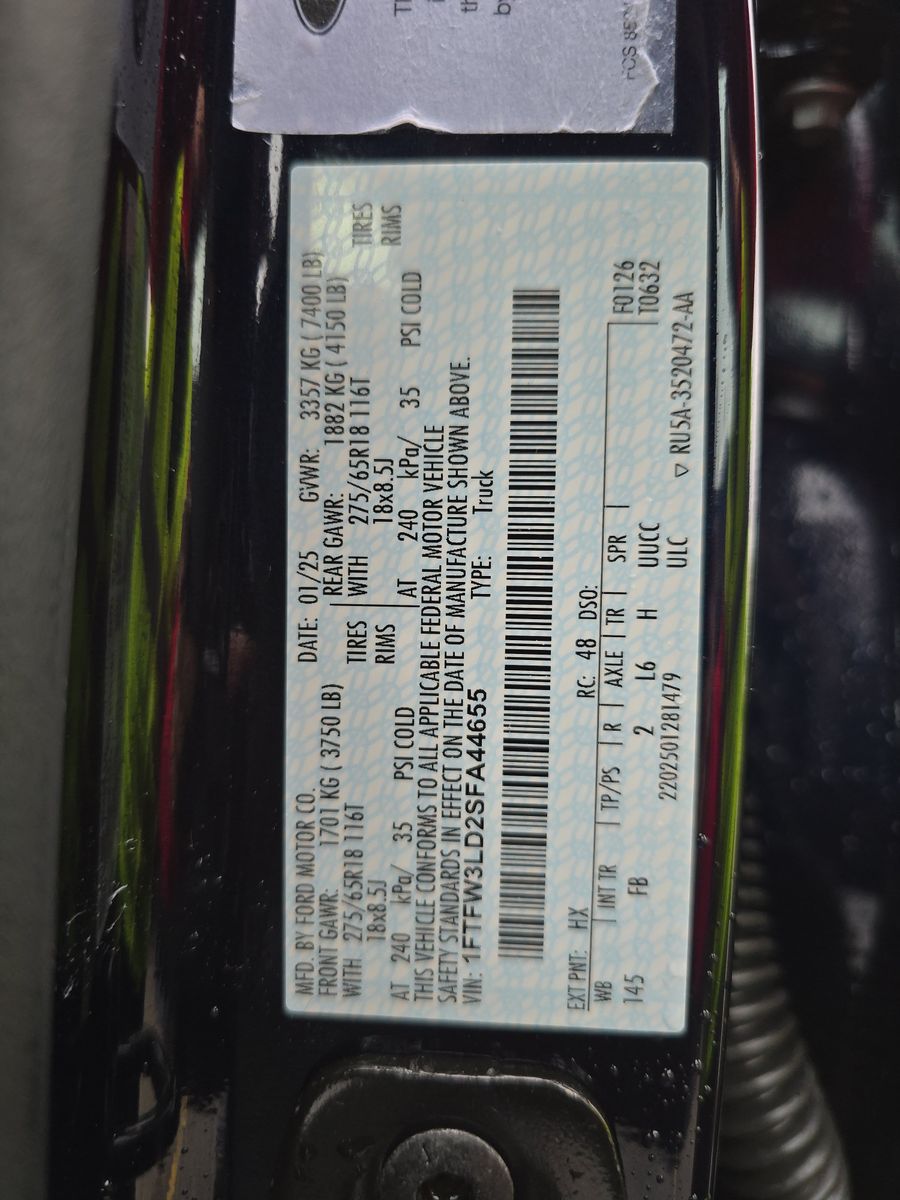 MFD. BY FORD MOTOR CO. DATE: 01/25 GVWR: 3357 KG ( 7400 LB)
FRONT GAWR: 1701 KG ( 3750 LB) REAR GAWR: 1882 KG ( 4150 LB)
WITH 275/65R18 116T TIRES WITH 275/65R18 116T TIRES
18x8.5J RIMS 18x8.5J RIMS
AT 240 kPa/ 35 PSI COLD AT 240 kPa/ 35 PSI COLD
THIS VEHICLE CONFORMS TO ALL APPLICABLE FEDERAL MOTOR VEHICLE
SAFETY STANDARDS IN EFFECT ON THE DATE OF MANUFACTURE SHOWN ABOVE.
VIN: 1FTFW3LD2SFA44655 TYPE: Truck
EXT PNT: HX RC: 48 DSO:
WB INT TR TP/PS R AXLE TR SPR F0126
145 FB 2 L6 H UUCC T0632
2202501281479 ULC ▽ RU5A-3520472-AA